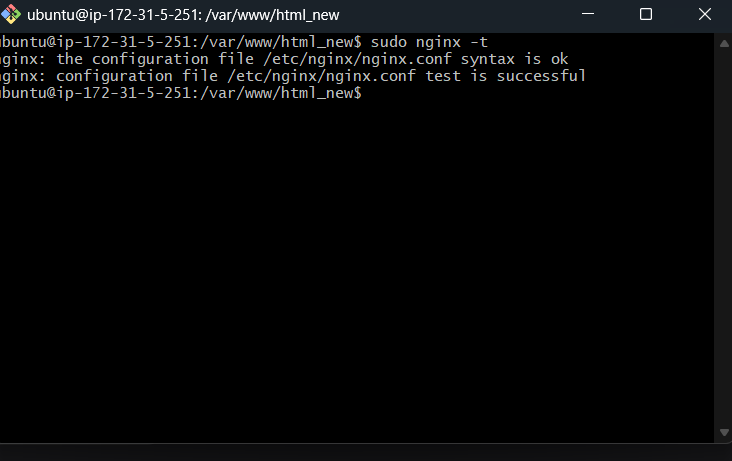 ubuntu@ip-172-31-5-251: /var/www/html_new
ubuntu@ip-172-31-5-251:/var/www/html_new$ sudo nginx -t
nginx: the configuration file /etc/nginx/nginx.conf syntax is ok
nginx: configuration file /etc/nginx/nginx.conf test is successful
ubuntu@ip-172-31-5-251:/var/www/html_new$